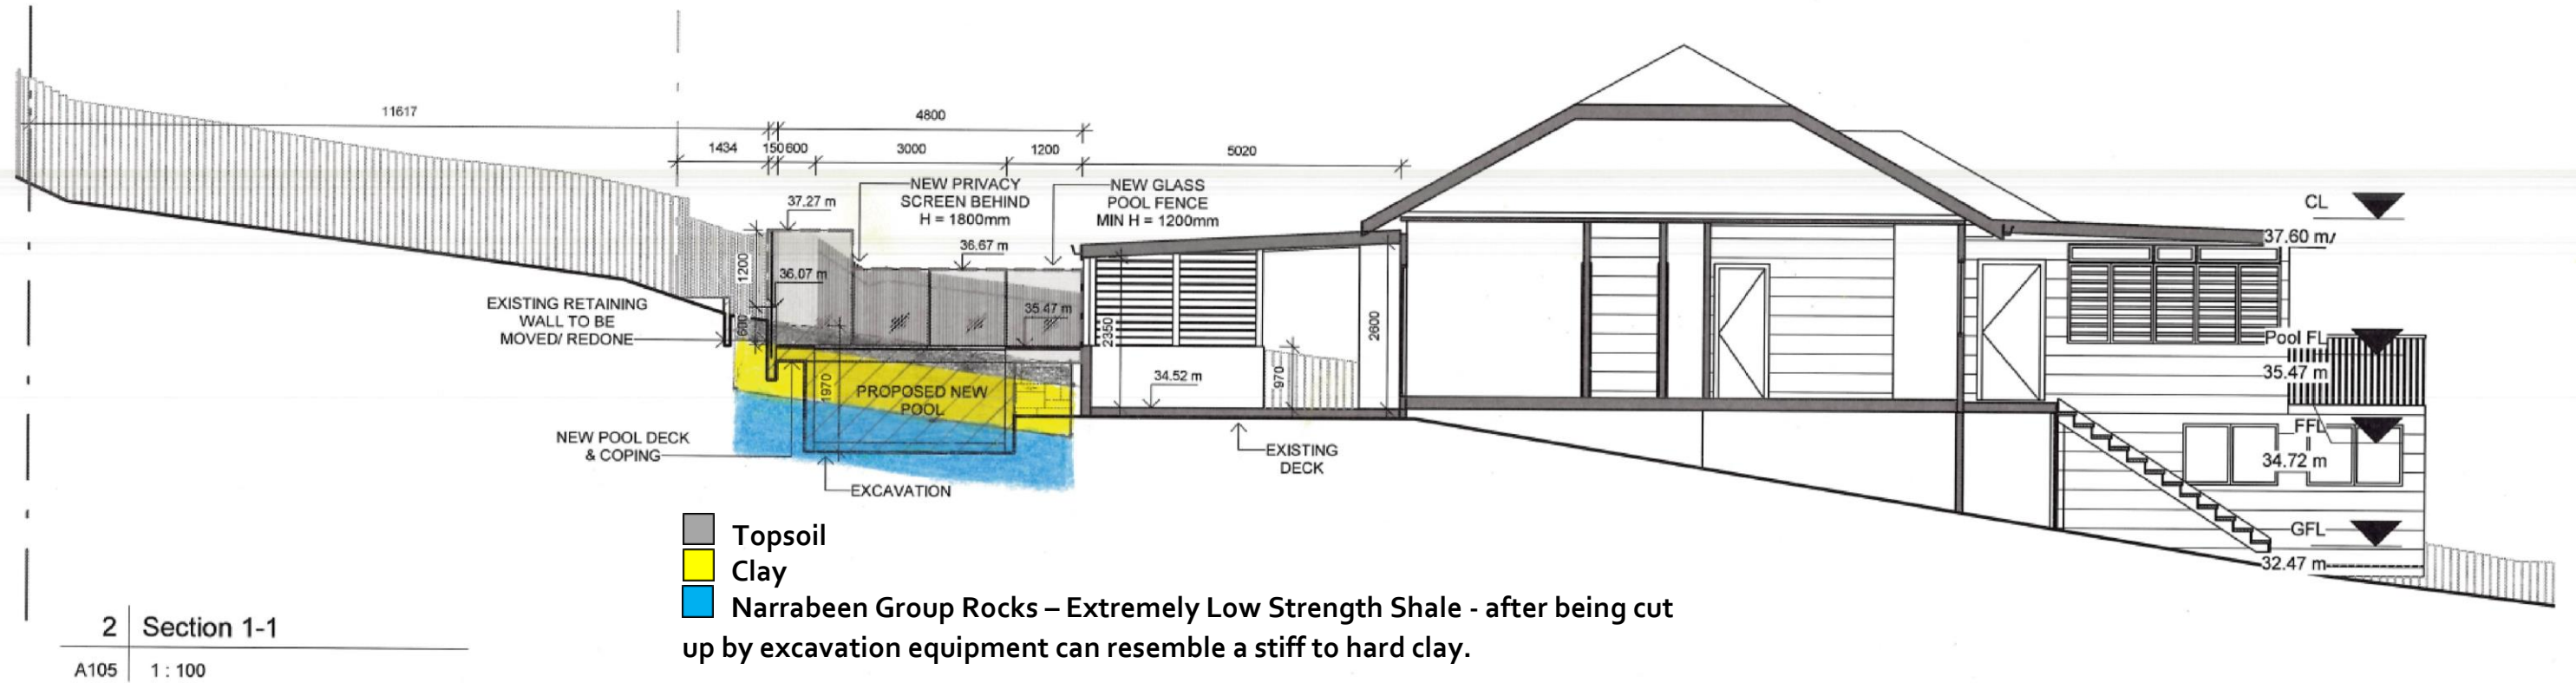 11617
4800
1434
150
600
3000
1200
5020
NEW PRIVACY
SCREEN BEHIND
H = 1800mm
NEW GLASS
POOL FENCE
MIN H = 1200mm
37.27 m
36.67 m
1200
36.07 m
35.47 m
600
2350
2600
CL
37.60 m
EXISTING RETAINING
WALL TO BE
MOVED/ REDONE
Pool FL
35.47 m
34.52 m
970
1970
PROPOSED NEW
POOL
NEW POOL DECK
& COPING
EXCAVATION
EXISTING
DECK
FFL
34.72 m
GFL
32.47 m
Topsoil
Clay
Narrabeen Group Rocks – Extremely Low Strength Shale - after being cut
up by excavation equipment can resemble a stiff to hard clay.
2 Section 1-1
A105 1 : 100